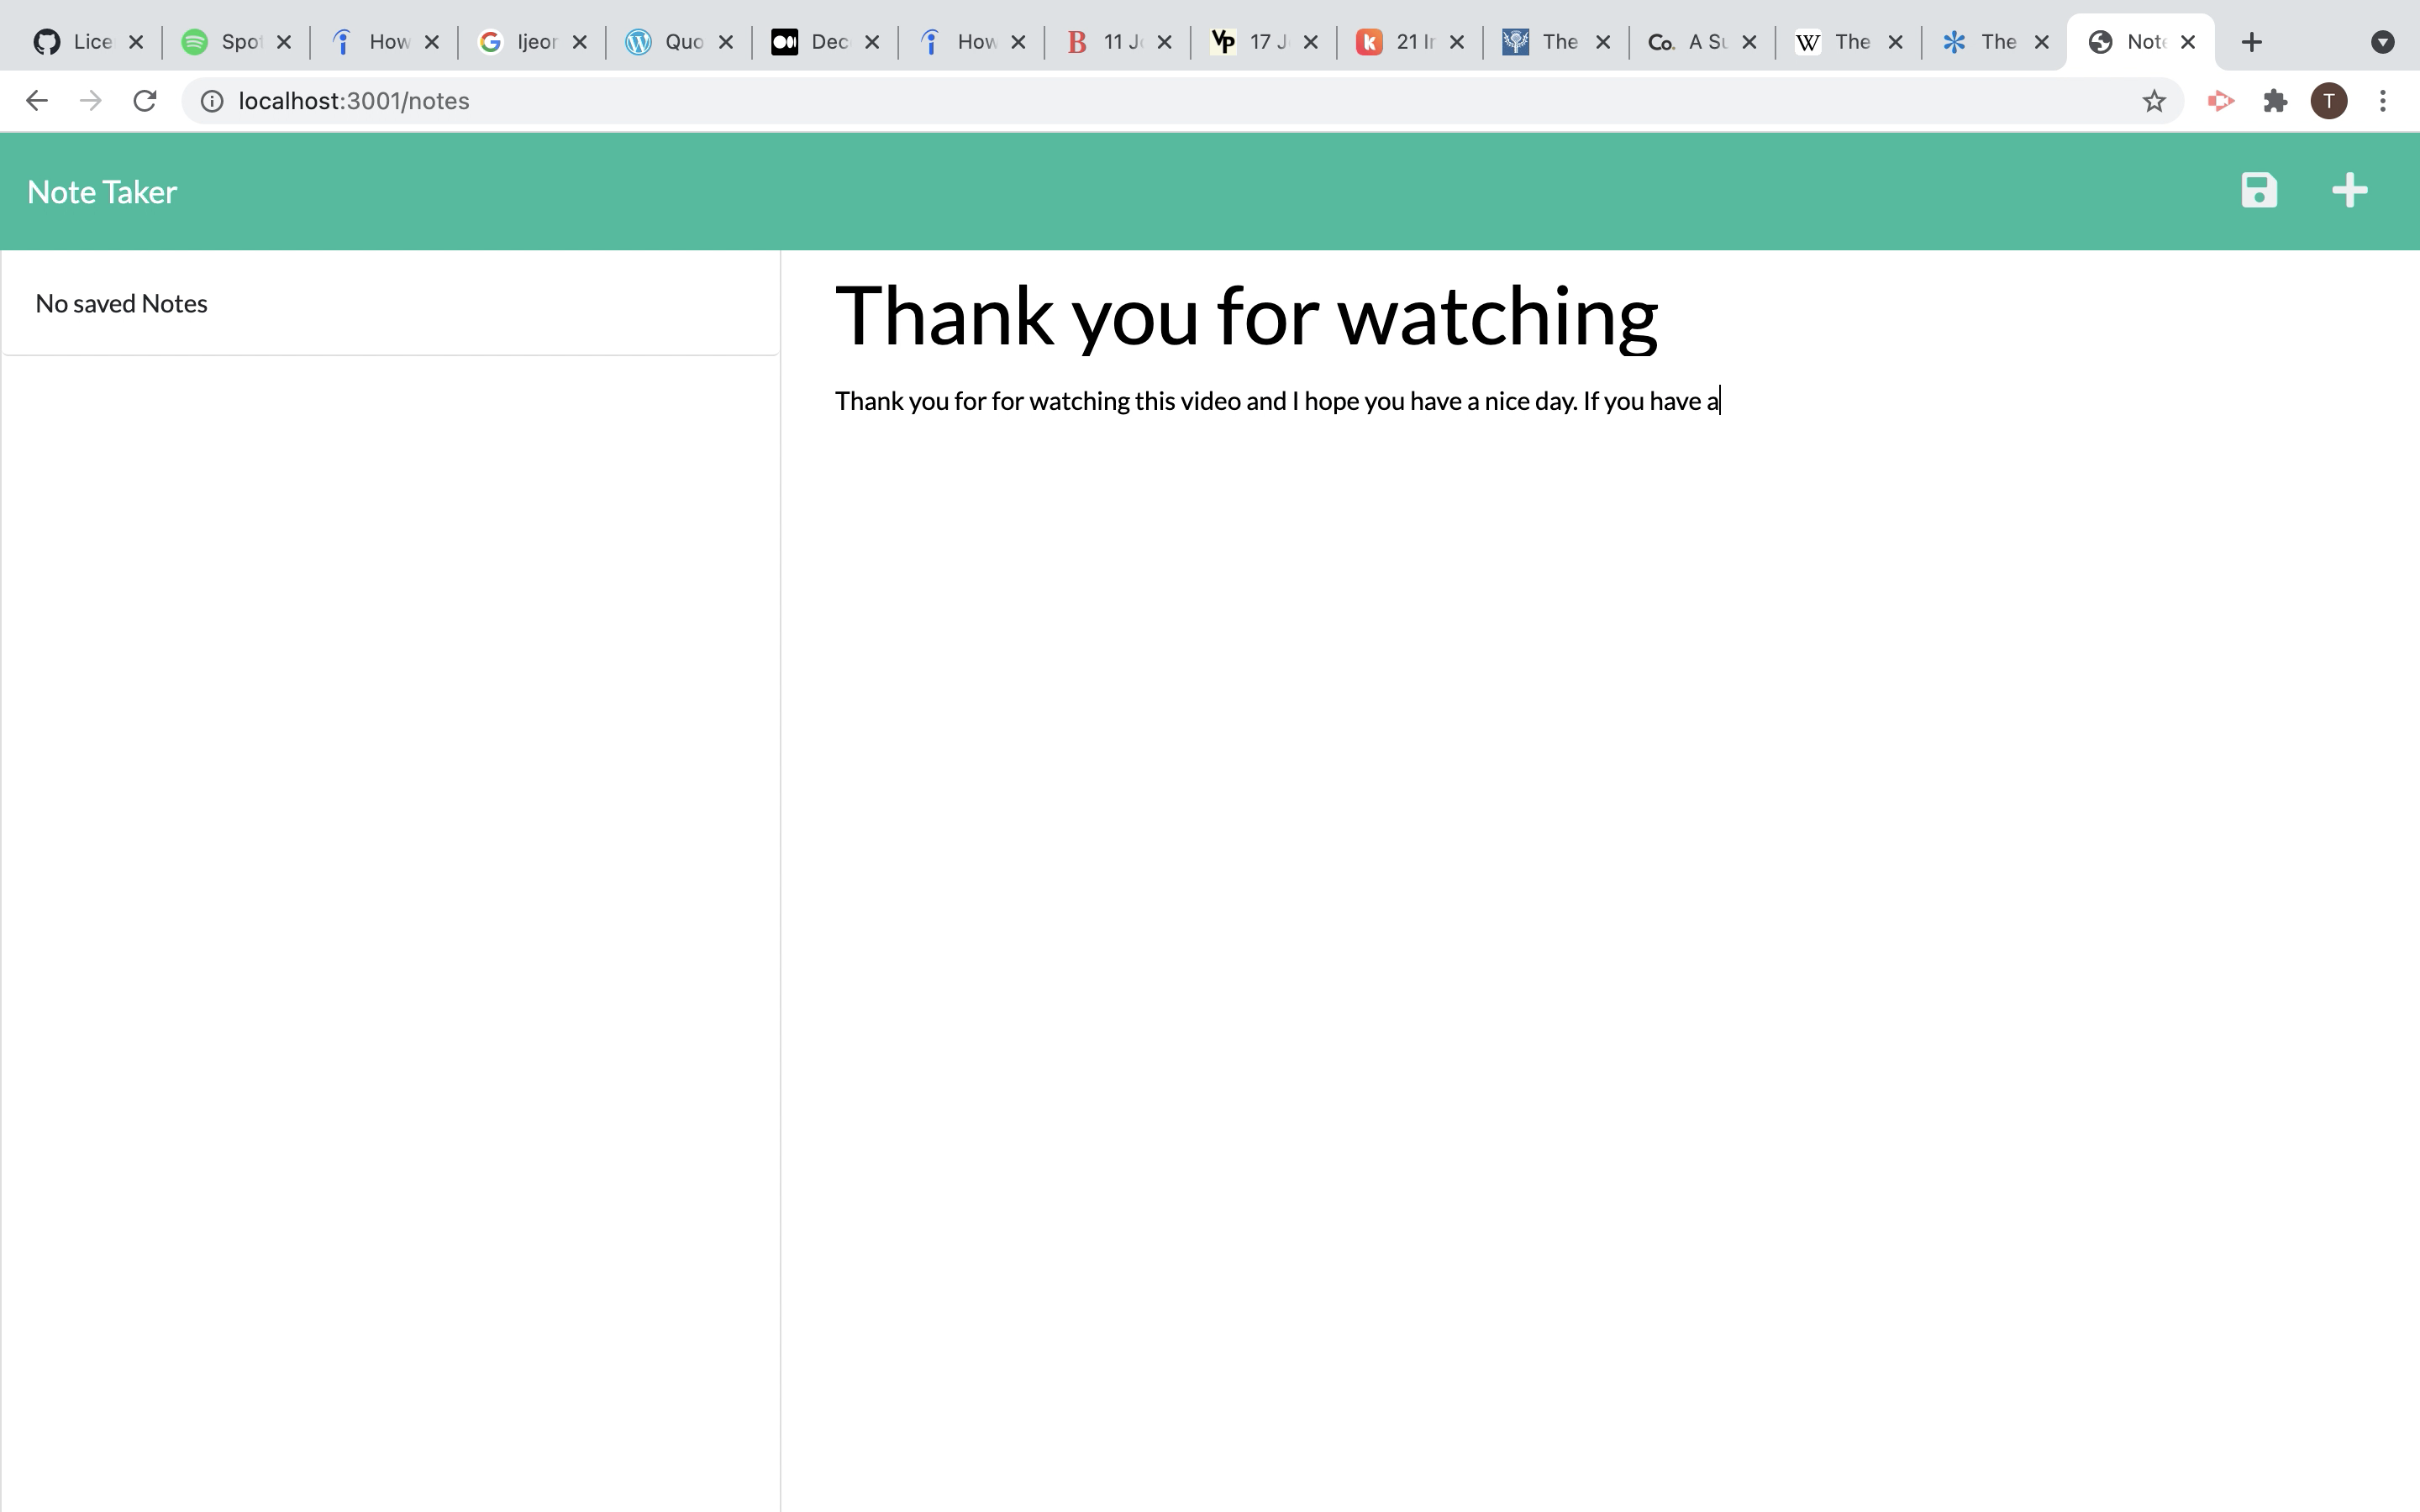 Lice Spot How Ijeor Quo Dec How 11 J 17 J 21 Ir The Co. A Su The The Note
localhost:3001/notes T
Note Taker
No saved Notes
Thank you for watching
Thank you for for watching this video and I hope you have a nice day. If you have a